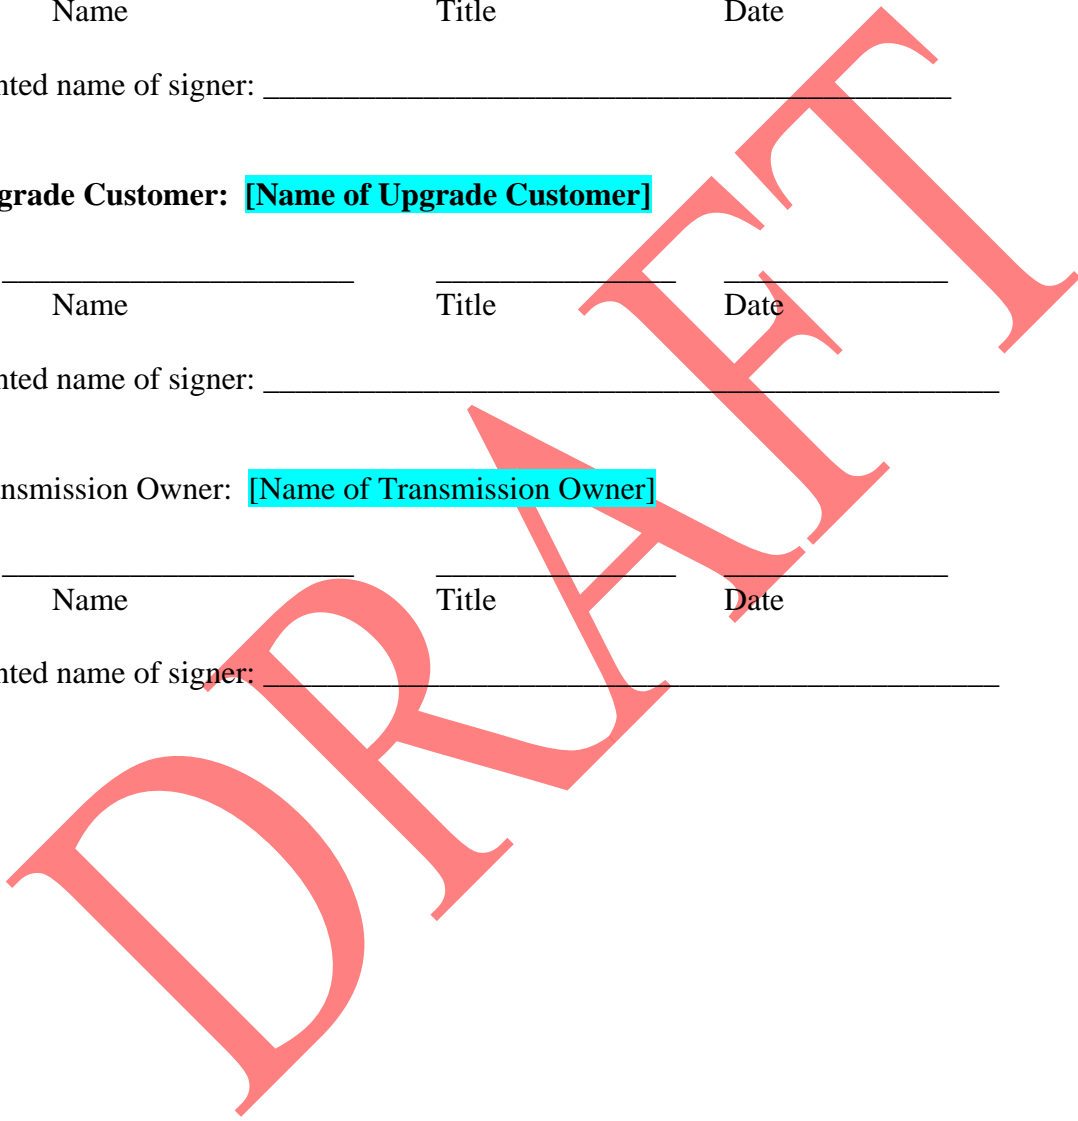 Name Title Date
nted name of signer: ___________________________________________
grade Customer: [Name of Upgrade Customer]
______________________ _______________ ______________
Name Title Date
nted name of signer: ______________________________________________
nsmission Owner: [Name of Transmission Owner]
______________________ _______________ ______________
Name Title Date
nted name of signer: ______________________________________________
DRAFT